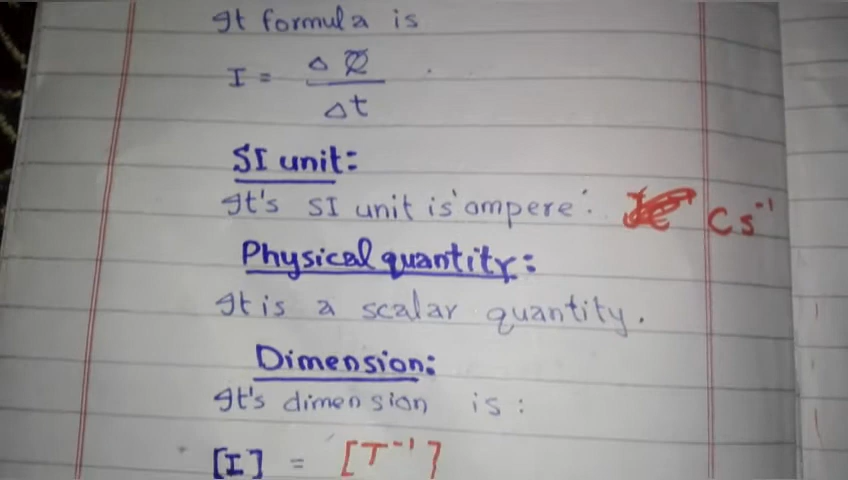 It formula is
I = ΔQ
Δt
SI unit:
It's SI unit is 'ampere'. Cs⁻¹
Physical quantity:
It is a scalar quantity.
Dimension:
It's dimension is:
[I] = [T⁻¹]